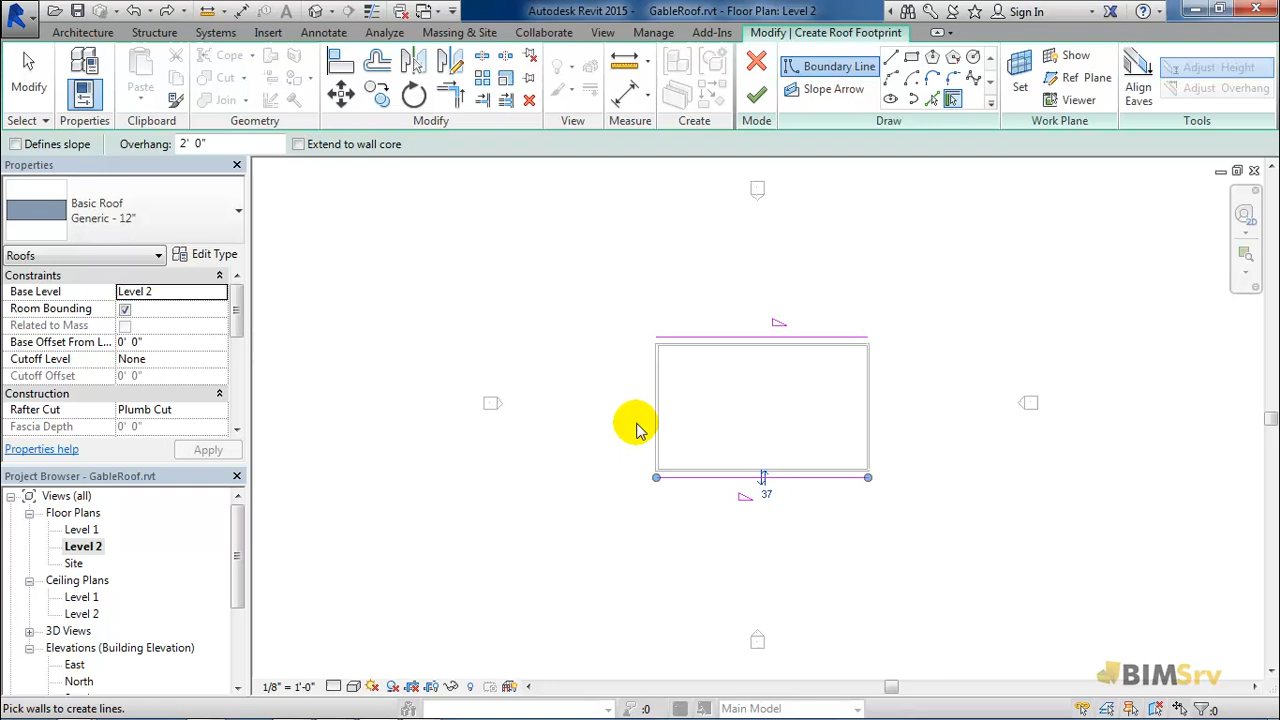 Autodesk Revit 2015 - GableRoof.rvt - Floor Plan: Level 2
Sign In
Architecture Structure Systems Insert Annotate Analyze Massing & Site Collaborate View Manage Add-Ins Modify | Create Roof Footprint
Modify
Paste
Cope
Cut
Join
Boundary Line
Slope Arrow
Set
Show
Ref Plane
Viewer
Align
Eaves
Adjust Height
Adjust Overhang
Select Properties Clipboard Geometry Modify View Measure Create Mode Draw Work Plane Tools
Defines slope Overhang: 2' 0" Extend to wall core
Properties
Basic Roof
Generic - 12"
Roofs Edit Type
Constraints
Base Level Level 2
Room Bounding
Related to Mass
Base Offset From L... 0' 0"
Cutoff Level None
Cutoff Offset 0' 0"
Construction
Rafter Cut Plumb Cut
Fascia Depth 0' 0"
Properties help Apply
Project Browser - GableRoof.rvt
Views (all)
Floor Plans
Level 1
Level 2
Site
Ceiling Plans
Level 1
Level 2
3D Views
Elevations (Building Elevation)
East
North
37
2D
BIMSrv
1/8" = 1'-0"
Pick walls to create lines.
:0
Main Model
:0